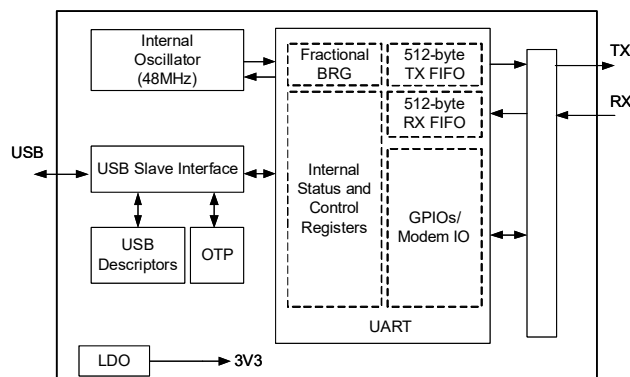 Internal
Oscillator
(48MHz)
Fractional
BRG
512-byte
TX FIFO
TX
512-byte
RX FIFO
RX
USB
USB Slave Interface
Internal
Status and
Control
Registers
GPIOs/
Modem IO
USB
Descriptors
OTP
UART
LDO
3V3